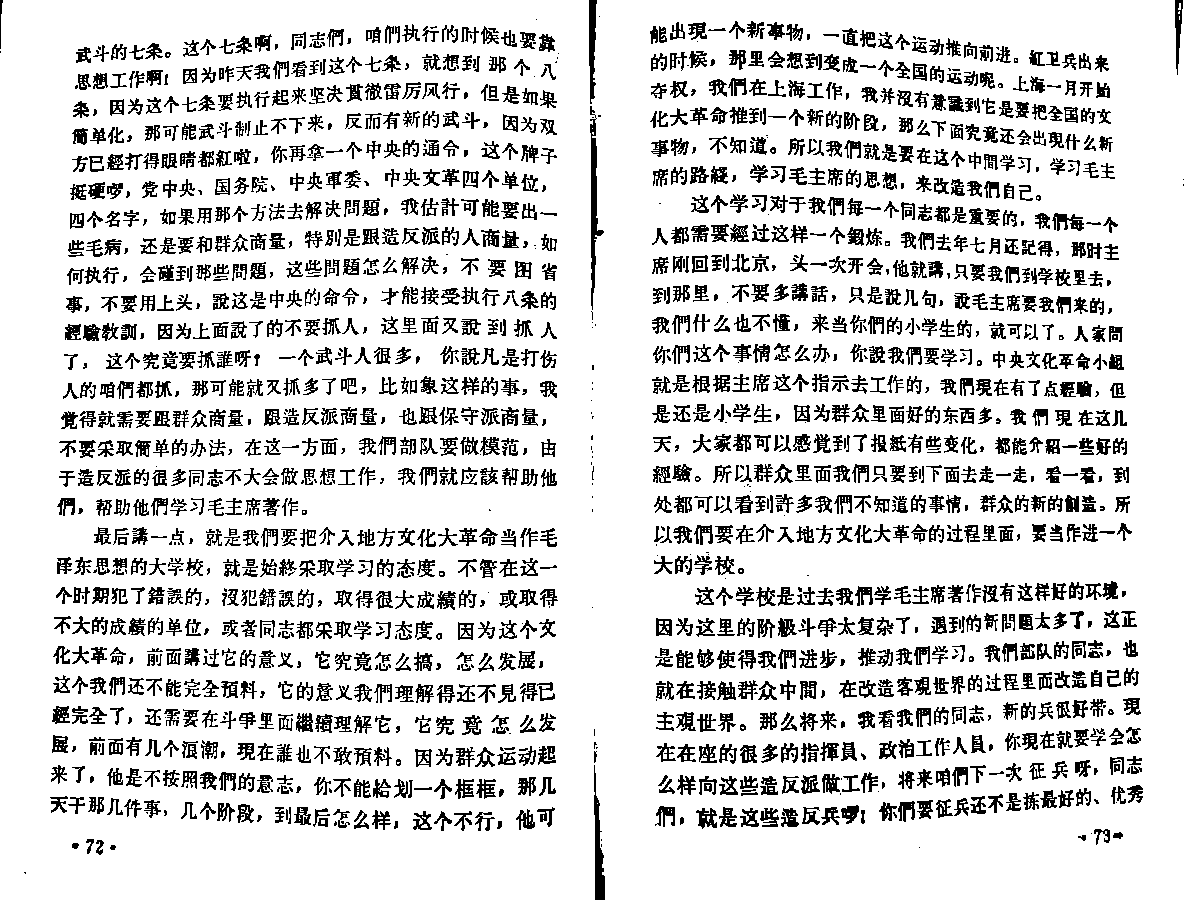 武斗的七条。这个七条啊，同志們，咱們执行的时候也要靠
思想工作啊！因为昨天我們看到这个七条，就想到那个八
条，因为这个七条要执行起来坚决貫徹雷厉风行，但是如果
簡单化，那可能武斗制止不下来，反而有新的武斗，因为双
方已經打得眼睛都紅啦，你再拿一个中央的通令，这个牌子
挺硬啰，党中央、国务院、中央軍委、中央文革四个单位，
四个名字，如果用那个方法去解决問題，我估計可能要出一
些毛病，还是要和群众商量，特别是跟造反派的人商量，如
何执行，会碰到那些問題，这些問題怎么解决，不要图省
事，不要用上头，說这是中央的命令，才能接受执行八条的
經驗教訓，因为上面說了的不要抓人，这里面又說到抓人
了，这个究竟要抓誰呀？一个武斗人很多，你說凡是打伤
人的咱們都抓，那可能就又抓多了吧，比如象这样的事，我
觉得就需要跟群众商量，跟造反派商量，也跟保守派商量，
不要采取簡单的办法，在这一方面，我們部队要做模范，由
于造反派的很多同志不大会做思想工作，我們就应該帮助他
們，帮助他們学习毛主席著作。
最后講一点，就是我們要把介入地方文化大革命当作毛
泽东思想的大学校，就是始終采取学习的态度。不管在这一
个时期犯了錯誤的，沒犯錯誤的，取得很大成績的，或取得
不大的成績的单位，或者同志都采取学习态度。因为这个文
化大革命，前面講过它的意义，它究竟怎么搞，怎么发展，
这个我們还不能完全預料，它的意义我們理解得还不見得已
經完全了，还需要在斗爭里面繼續理解它，它究竟怎么发
展，前面有几个浪潮，現在誰也不敢預料。因为群众运动起
来了，他是不按照我們的意志，你不能給划一个框框，那几
天干那几件事，几个阶段，到最后怎么样，这个不行，他可
·72·
能出現一个新事物，一直把这个运动推向前进。紅卫兵出来
的时候，那里会想到变成一个全国的运动呢。上海一月开始
夺权，我們在上海工作，我并沒有意識到它是要把全国的文
化大革命推到一个新的阶段，那么下面究竟还会出現什么新
事物，不知道。所以我們就是要在这个中間学习，学习毛主
席的路綫，学习毛主席的思想，来改造我們自己。
这个学习对于我們每一个同志都是重要的，我們每一个
人都需要經过这样一个鍛炼。我們去年七月还記得，那时主
席刚回到北京，头一次开会，他就講，只要我們到学校里去，
到那里，不要多講話，只是說几句，說毛主席要我們来的，
我們什么也不懂，来当你們的小学生的，就可以了。人家問
你們这个事情怎么办，你說我們要学习。中央文化革命小組
就是根据主席这个指示去工作的，我們現在有了点經驗，但
是还是小学生，因为群众里面好的东西多。我們現在这几
天，大家都可以感觉到了报紙有些变化，都能介紹一些好的
經驗。所以群众里面我們只要到下面去走一走，看一看，到
处都可以看到許多我們不知道的事情，群众的新的創造。所
以我們要在介入地方文化大革命的过程里面，要当作进一个
大的学校。
这个学校是过去我們学毛主席著作沒有这样好的环境，
因为这里的阶級斗爭太复杂了，遇到的新問題太多了，这正
是能够使得我們进步，推动我們学习。我們部队的同志，也
就在接触群众中間，在改造客观世界的过程里面改造自己的
主观世界。那么将来，我看我們的同志，新的兵很好带。現
在在座的很多的指揮員、政治工作人員，你現在就要学会怎
么样向这些造反派做工作，将来咱們下一次征兵呀，同志
們，就是这些造反兵啰！你們要征兵还不是拣最好的、优秀
·73·